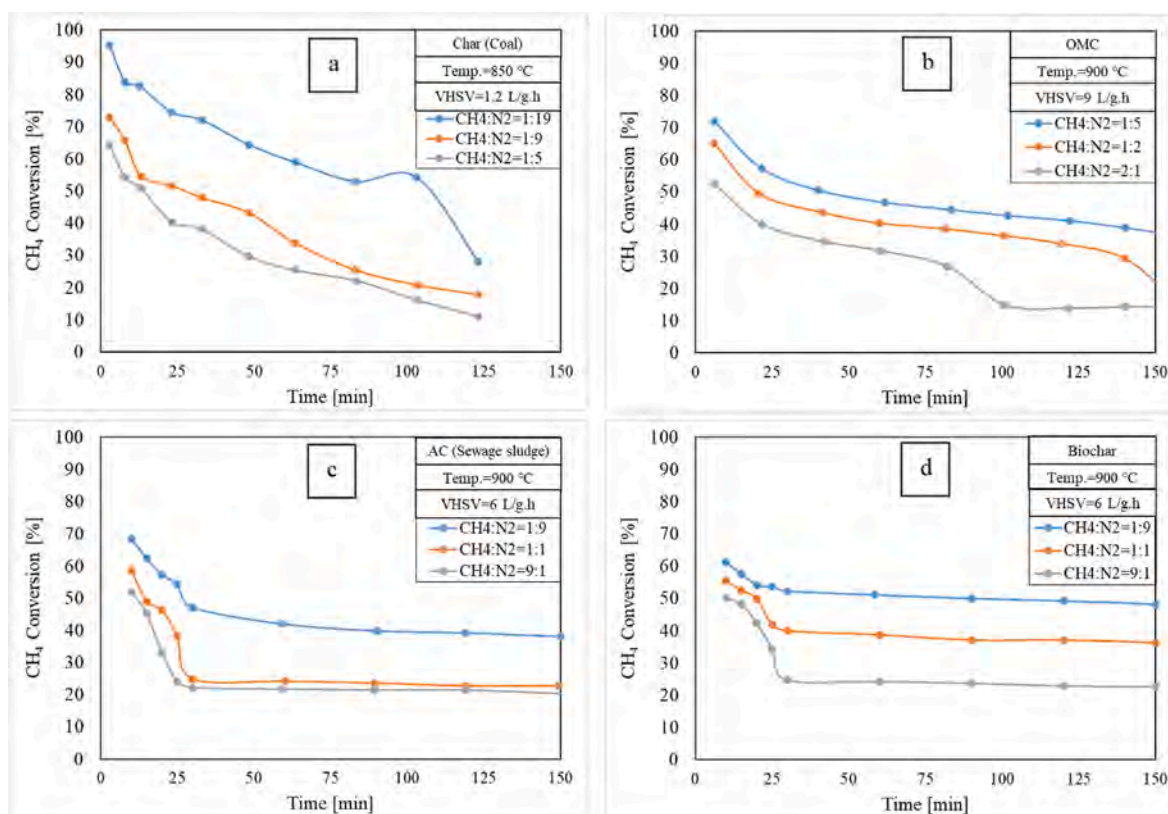 a
Char (Coal)
Temp.=850 °C
VHSV=1.2 L/g.h
CH4:N2=1:19
CH4:N2=1:9
CH4:N2=1:5
CH₄ Conversion [%]
100
90
80
70
60
50
40
30
20
10
0
0 25 50 75 100 125 150
Time [min]
b
OMC
Temp.=900 °C
VHSV=9 L/g.h
CH4:N2=1:5
CH4:N2=1:2
CH4:N2=2:1
CH₄ Conversion [%]
100
90
80
70
60
50
40
30
20
10
0
0 25 50 75 100 125 150
Time [min]
c
AC (Sewage sludge)
Temp.=900 °C
VHSV=6 L/g.h
CH4:N2=1:9
CH4:N2=1:1
CH4:N2=9:1
CH₄ Conversion [%]
100
90
80
70
60
50
40
30
20
10
0
0 25 50 75 100 125 150
Time [min]
d
Biochar
Temp.=900 °C
VHSV=6 L/g.h
CH4:N2=1:9
CH4:N2=1:1
CH4:N2=9:1
CH₄ Conversion [%]
100
90
80
70
60
50
40
30
20
10
0
0 25 50 75 100 125 150
Time [min]